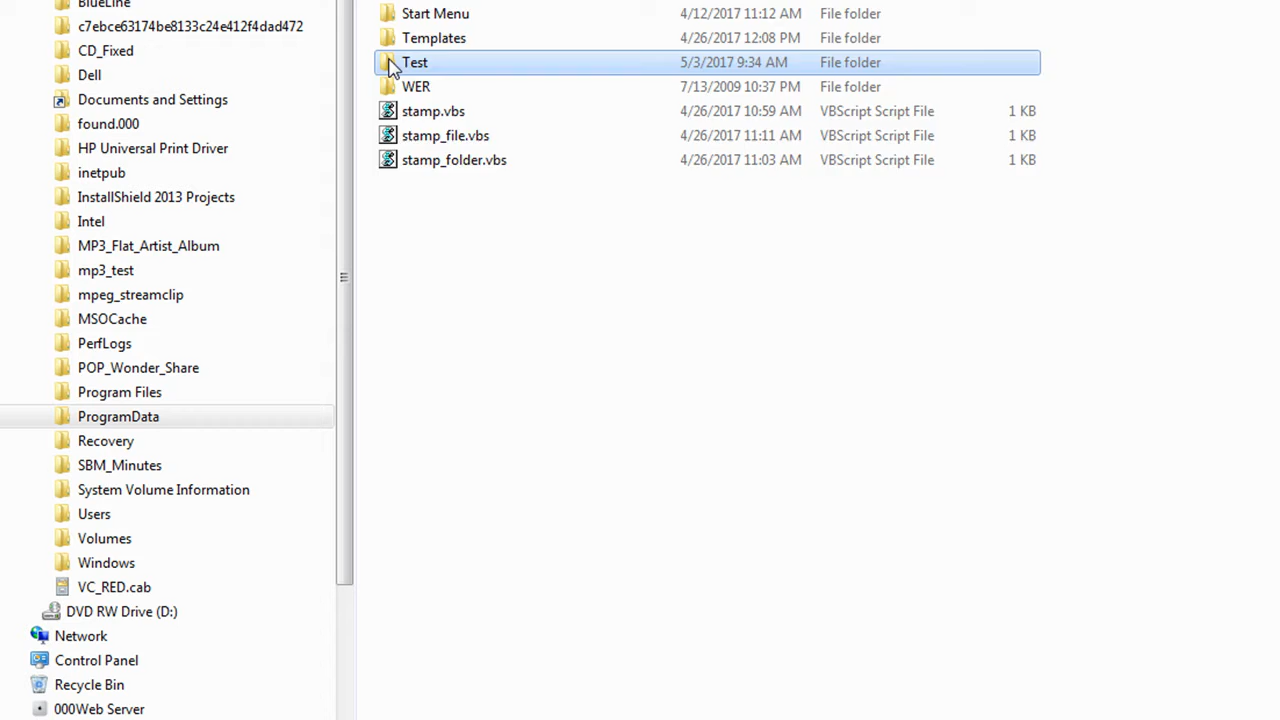 BlueLine
c7ebce63174be8133c24e412f4dad472
CD_Fixed
Dell
Documents and Settings
found.000
HP Universal Print Driver
inetpub
InstallShield 2013 Projects
Intel
MP3_Flat_Artist_Album
mp3_test
mpeg_streamclip
MSOCache
PerfLogs
POP_Wonder_Share
Program Files
ProgramData
Recovery
SBM_Minutes
System Volume Information
Users
Volumes
Windows
VC_RED.cab
DVD RW Drive (D:)
Network
Control Panel
Recycle Bin
000Web Server
Start Menu 4/12/2017 11:12 AM File folder
Templates 4/26/2017 12:08 PM File folder
Test 5/3/2017 9:34 AM File folder
WER 7/13/2009 10:37 PM File folder
stamp.vbs 4/26/2017 10:59 AM VBScript Script File 1 KB
stamp_file.vbs 4/26/2017 11:11 AM VBScript Script File 1 KB
stamp_folder.vbs 4/26/2017 11:03 AM VBScript Script File 1 KB